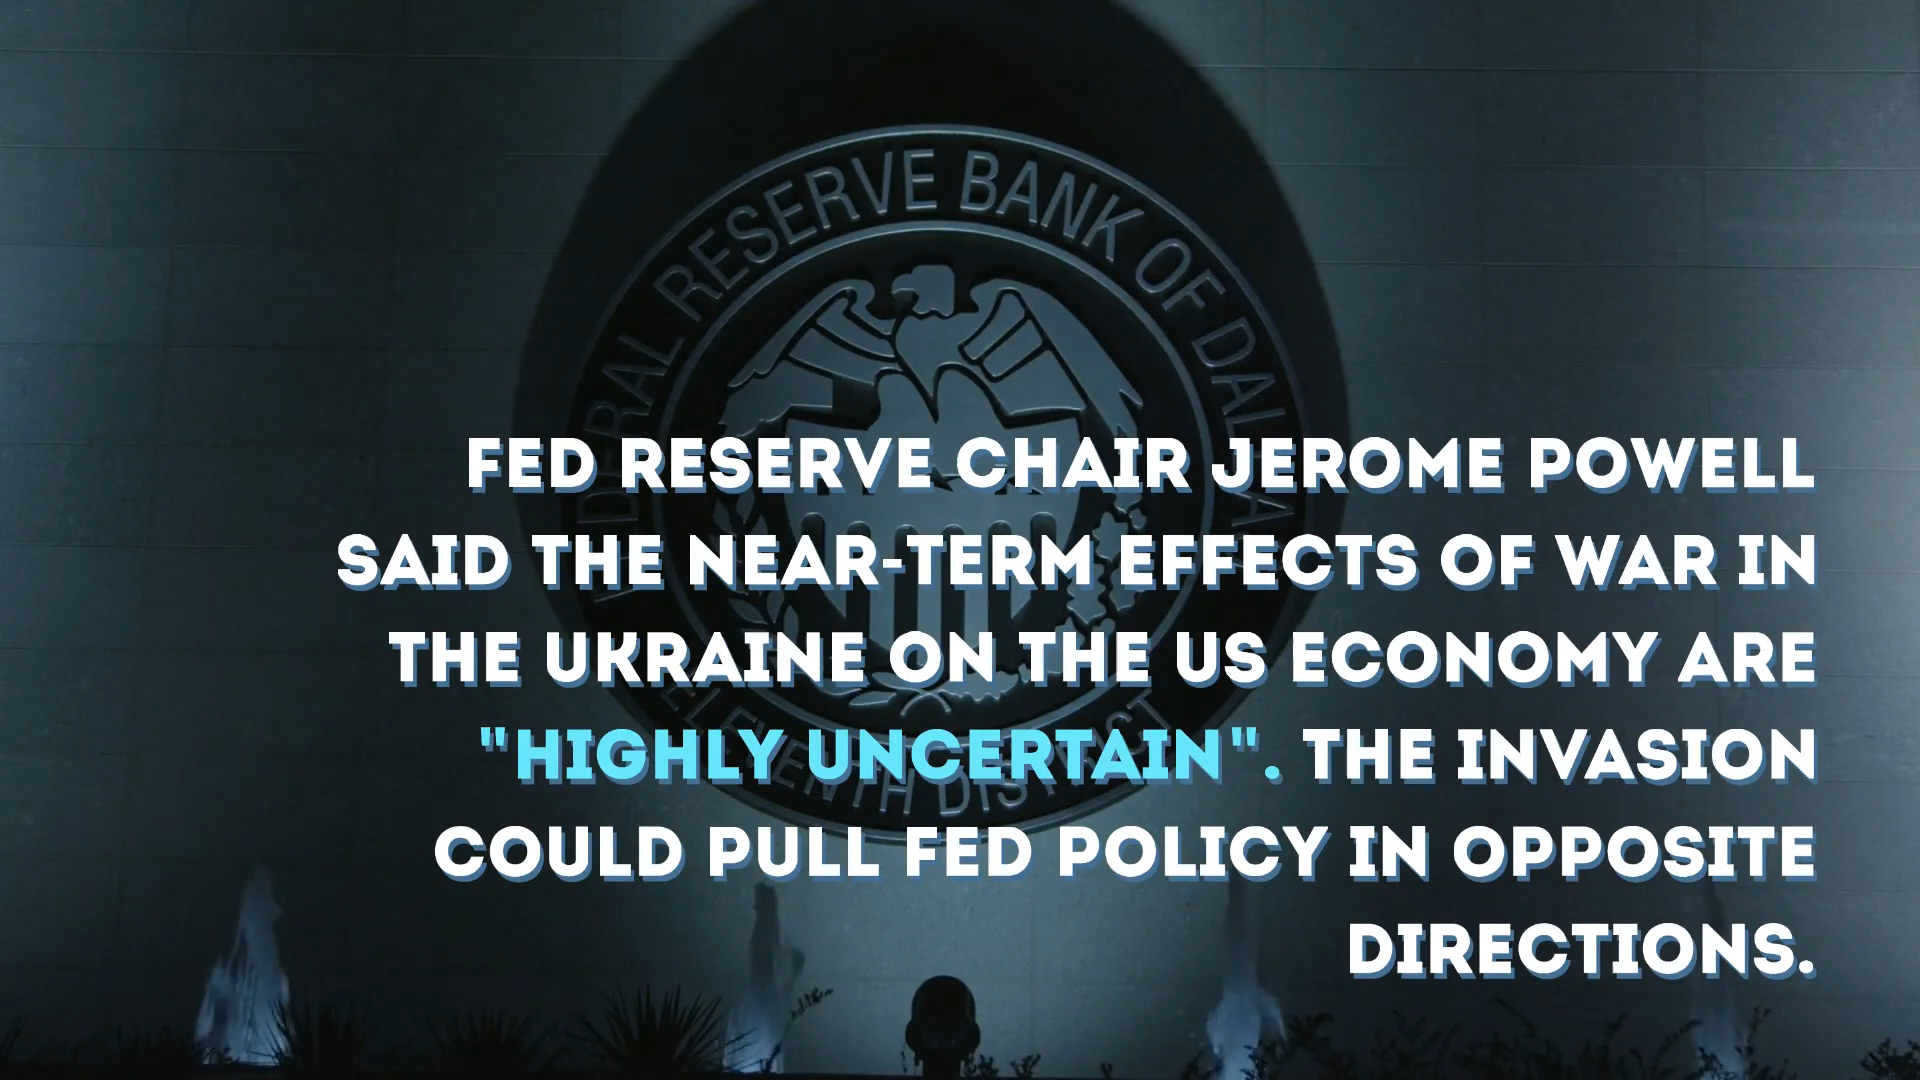 FEDERAL RESERVE BANK OF DALLAS
ELEVENTH DISTRICT
FED RESERVE CHAIR JEROME POWELL
SAID THE NEAR-TERM EFFECTS OF WAR IN
THE UKRAINE ON THE US ECONOMY ARE
"HIGHLY UNCERTAIN". THE INVASION
COULD PULL FED POLICY IN OPPOSITE
DIRECTIONS.